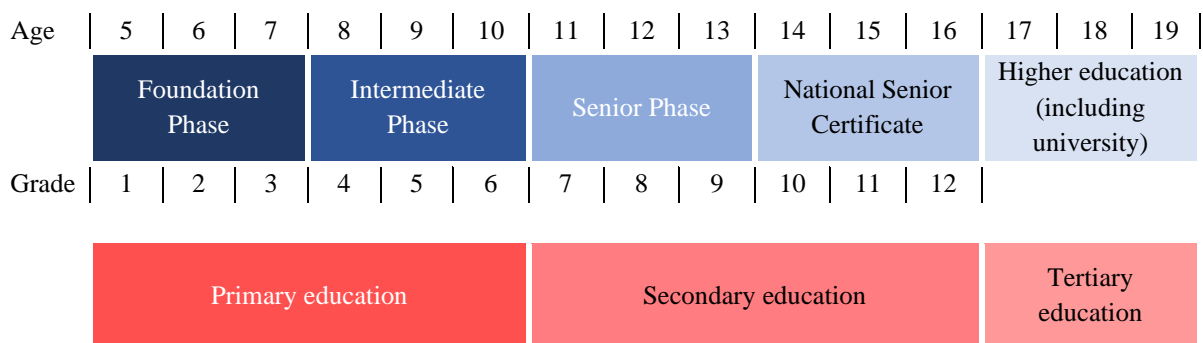 Age 5 6 7 8 9 10 11 12 13 14 15 16 17 18 19
Foundation Phase
Intermediate Phase
Senior Phase
National Senior Certificate
Higher education (including university)
Grade 1 2 3 4 5 6 7 8 9 10 11 12
Primary education
Secondary education
Tertiary education